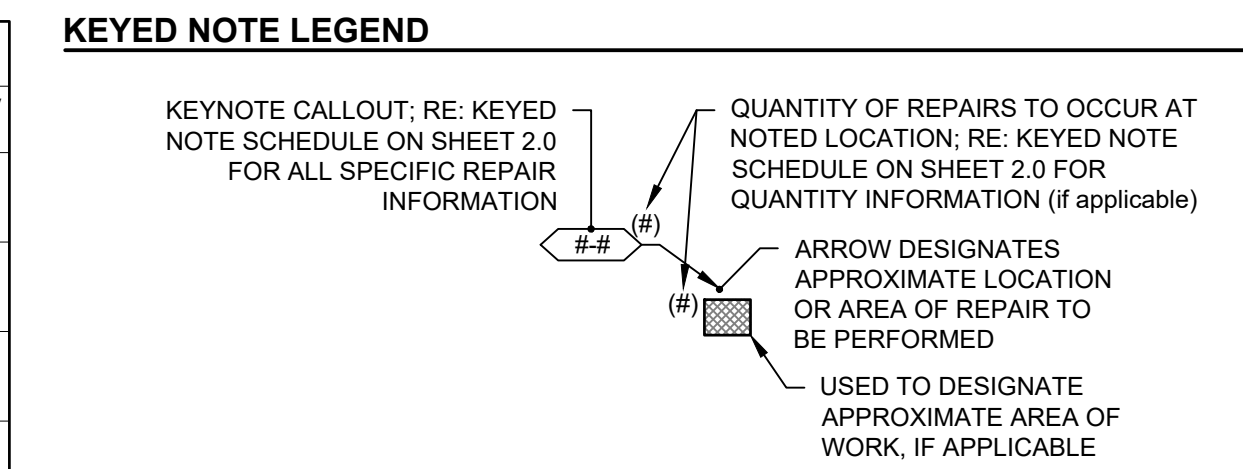 KEYED NOTE LEGEND
KEYNOTE CALLOUT; RE: KEYED
NOTE SCHEDULE ON SHEET 2.0
FOR ALL SPECIFIC REPAIR
INFORMATION
QUANTITY OF REPAIRS TO OCCUR AT
NOTED LOCATION; RE: KEYED NOTE
SCHEDULE ON SHEET 2.0 FOR
QUANTITY INFORMATION (if applicable)
(#)
#-#
(#)
ARROW DESIGNATES
APPROXIMATE LOCATION
OR AREA OF REPAIR TO
BE PERFORMED
USED TO DESIGNATE
APPROXIMATE AREA OF
WORK, IF APPLICABLE